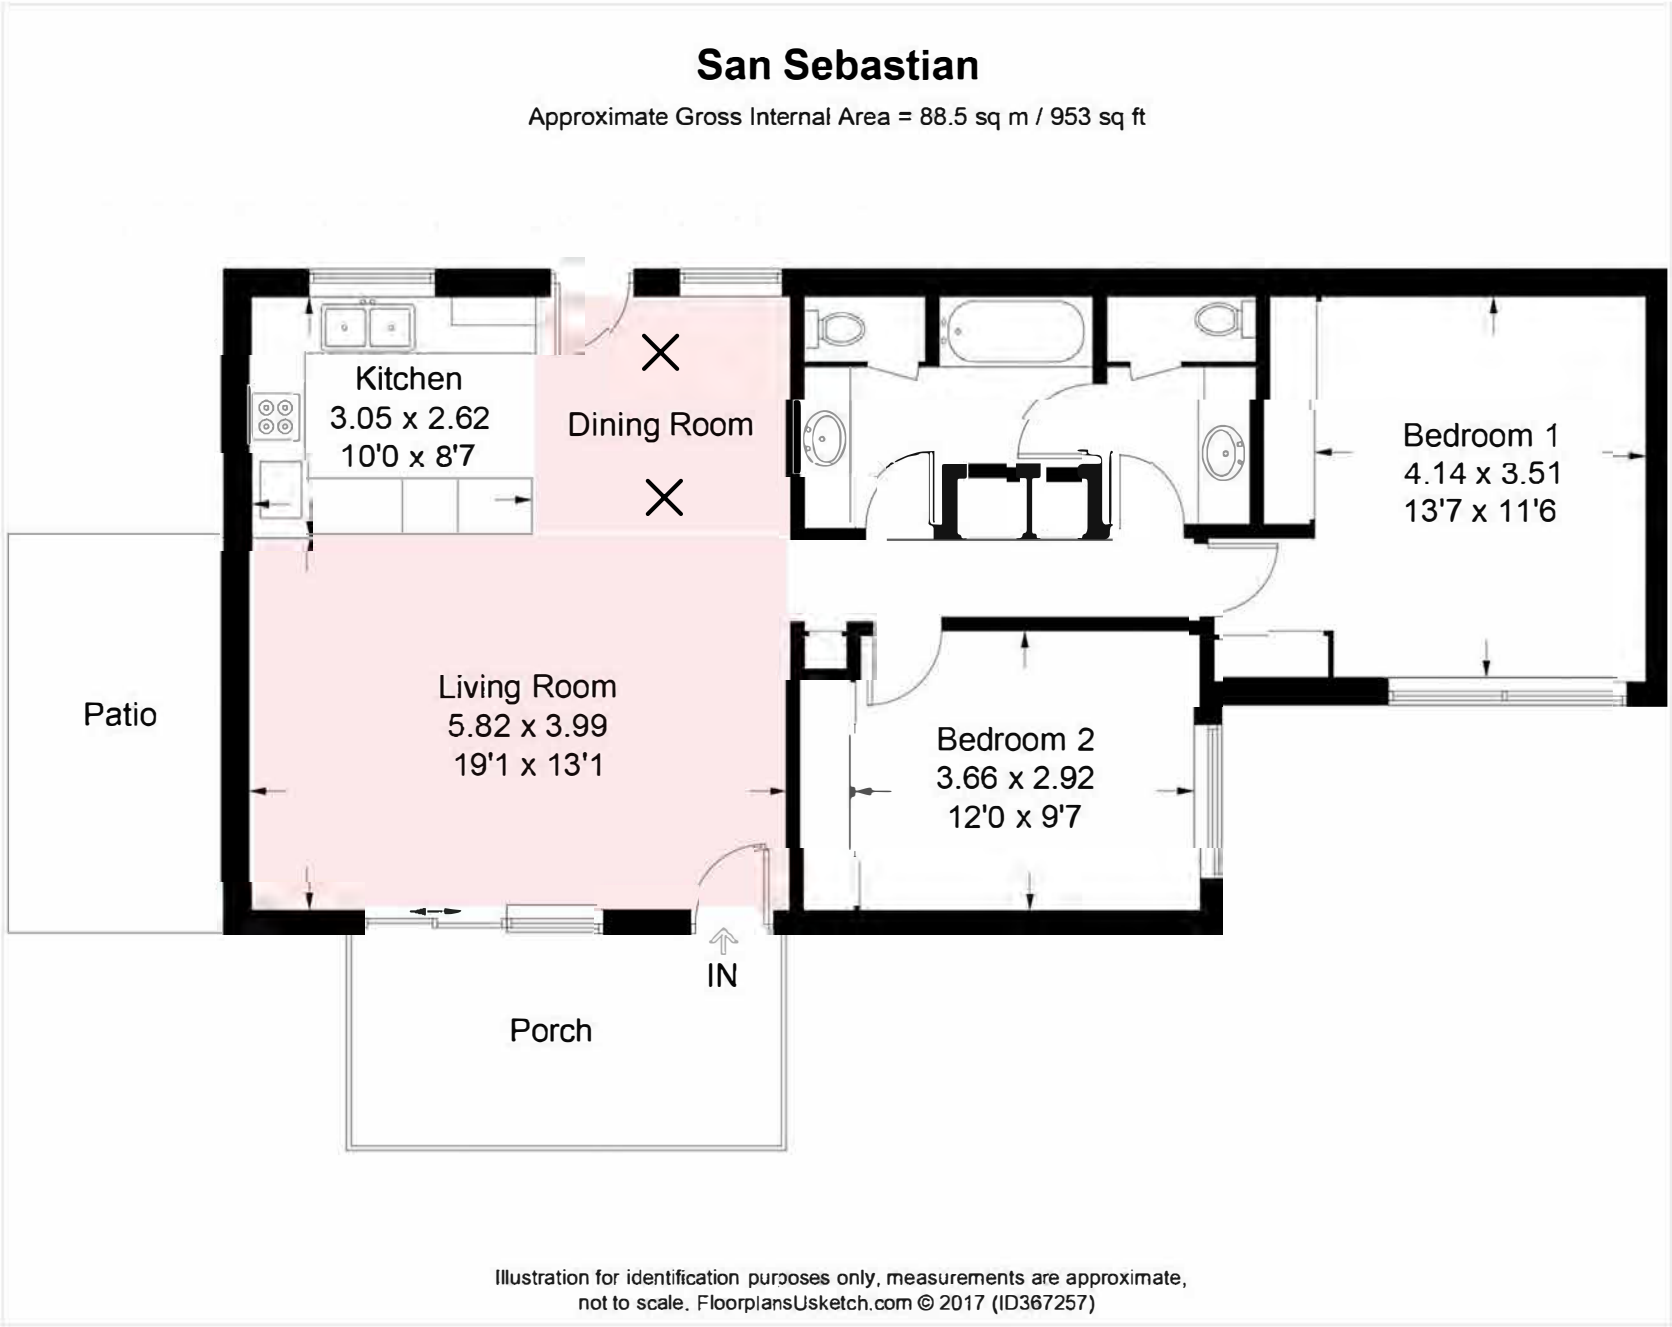 San Sebastian
Approximate Gross Internal Area = 88.5 sq m / 953 sq ft
Kitchen
3.05 x 2.62
10'0 x 8'7
Dining Room
Bedroom 1
4.14 x 3.51
13'7 x 11'6
Living Room
5.82 x 3.99
19'1 x 13'1
Patio
Bedroom 2
3.66 x 2.92
12'0 x 9'7
IN
Porch
Illustration for identification purposes only, measurements are approximate,
not to scale. FloorplansUsketch.com © 2017 (ID367257)